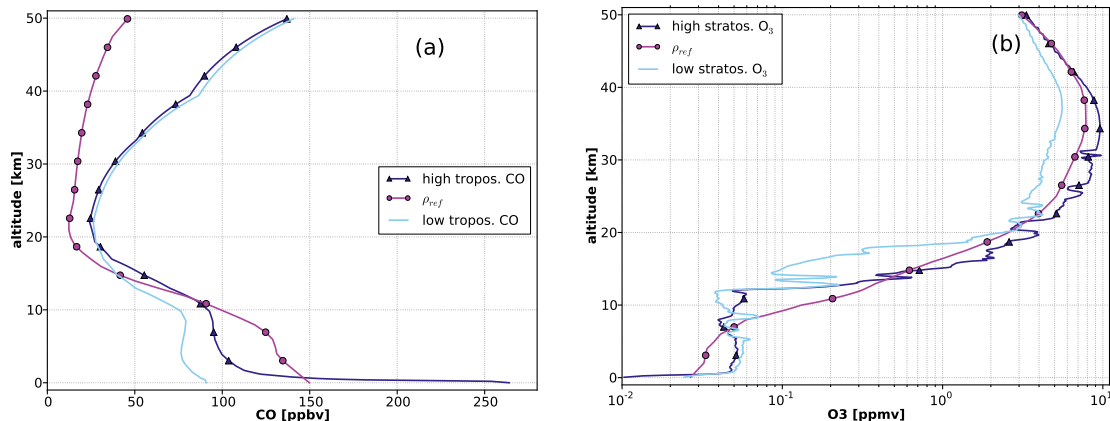 50
40
30
20
10
0
altitude [km]
0
50
100
150
200
250
CO [ppbv]
(a)
high tropos. CO
ρref
low tropos. CO
50
40
30
20
10
0
altitude [km]
10-2
10-1
100
101
O3 [ppmv]
(b)
high stratos. O3
ρref
low stratos. O3